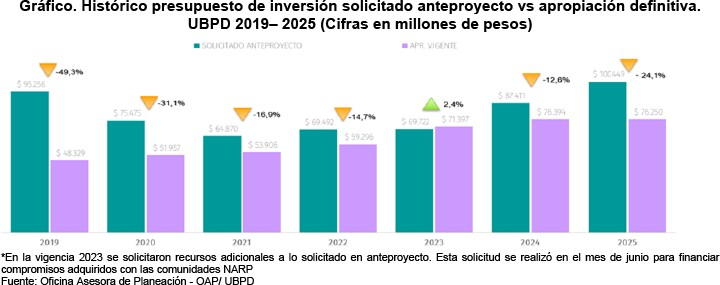 Gráfico. Histórico presupuesto de inversión solicitado anteproyecto vs apropiación definitiva.
UBPD 2019– 2025 (Cifras en millones de pesos)
SOLICITADO ANTEPROYECTO APR. VIGENTE
-49,3% -31,1% -16,9% -14,7% 2,4% -12,6% - 24,1%
$ 95.256 $ 48.329 $ 75.475 $ 51.957 $ 64.870 $ 53.906 $ 69.492 $ 59.296 $ 69.722 $ 71.397 $ 87.411 $ 76.394 $ 100.449 $ 76.250
2019 2020 2021 2022 2023 2024 2025
*En la vigencia 2023 se solicitaron recursos adicionales a lo solicitado en anteproyecto. Esta solicitud se realizó en el mes de junio para financiar
compromisos adquiridos con las comunidades NARP
Fuente: Oficina Asesora de Planeación - OAP/ UBPD